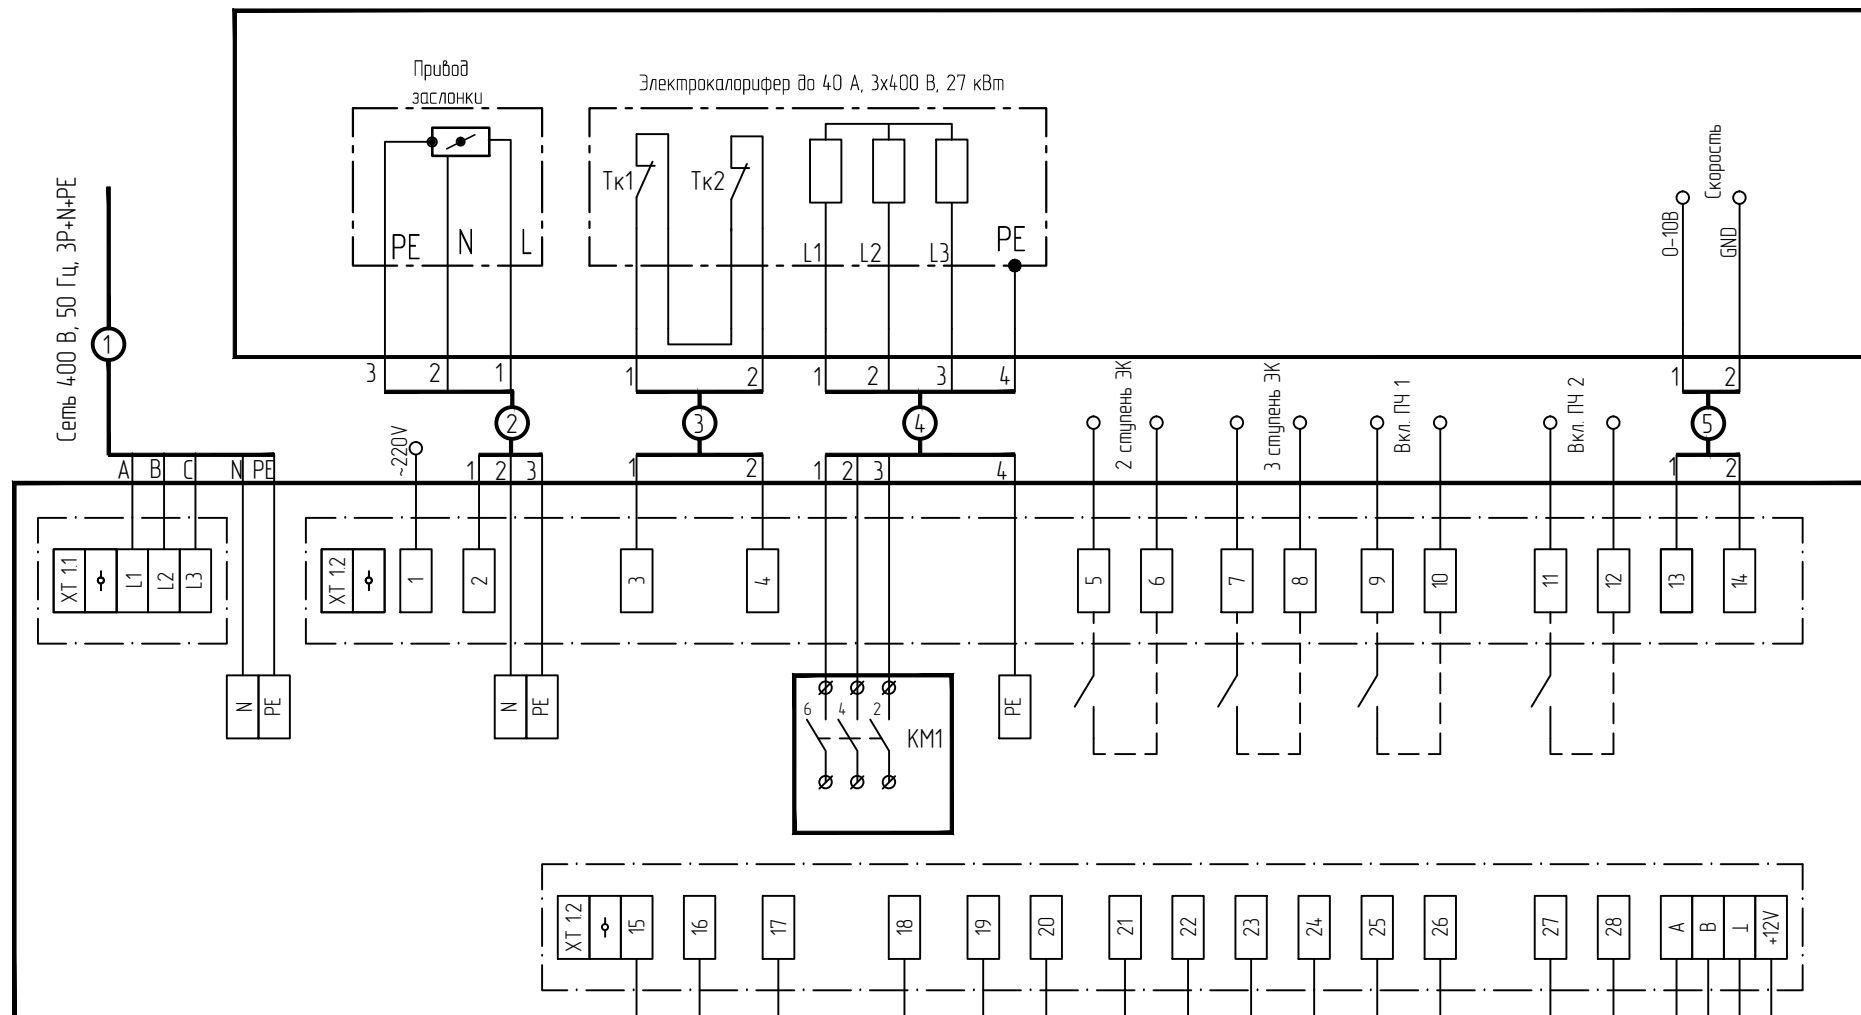 Привод
заслонки
Электрокалорифер до 40 А, 3х400 В, 27 кВт
Сеть 400 В, 50 Гц, 3P+N+PE
Тк1
Тк2
PE
N
L
L1
L2
L3
PE
0-10В
GND
Скорость
1
3
2
1
1
2
1
2
3
4
1
2
2
3
4
5
~220V
2 ступень ЭК
3 ступень ЭК
Вкл. ПЧ 1
Вкл. ПЧ 2
A
B
C
N
PE
1
2
3
1
2
1
2
3
4
1
2
XT 1.1
L1
L2
L3
XT 1.2
1
2
3
4
5
6
7
8
9
10
11
12
13
14
N
PE
N
PE
6
4
2
КМ1
PE
XT 1.2
15
16
17
18
19
20
21
22
23
24
25
26
27
28
A
B
⊥
+12V